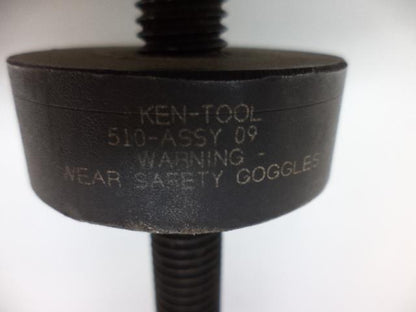 KEN-TOOL
510-ASSY 09
WARNING -
WEAR SAFETY GOGGLES